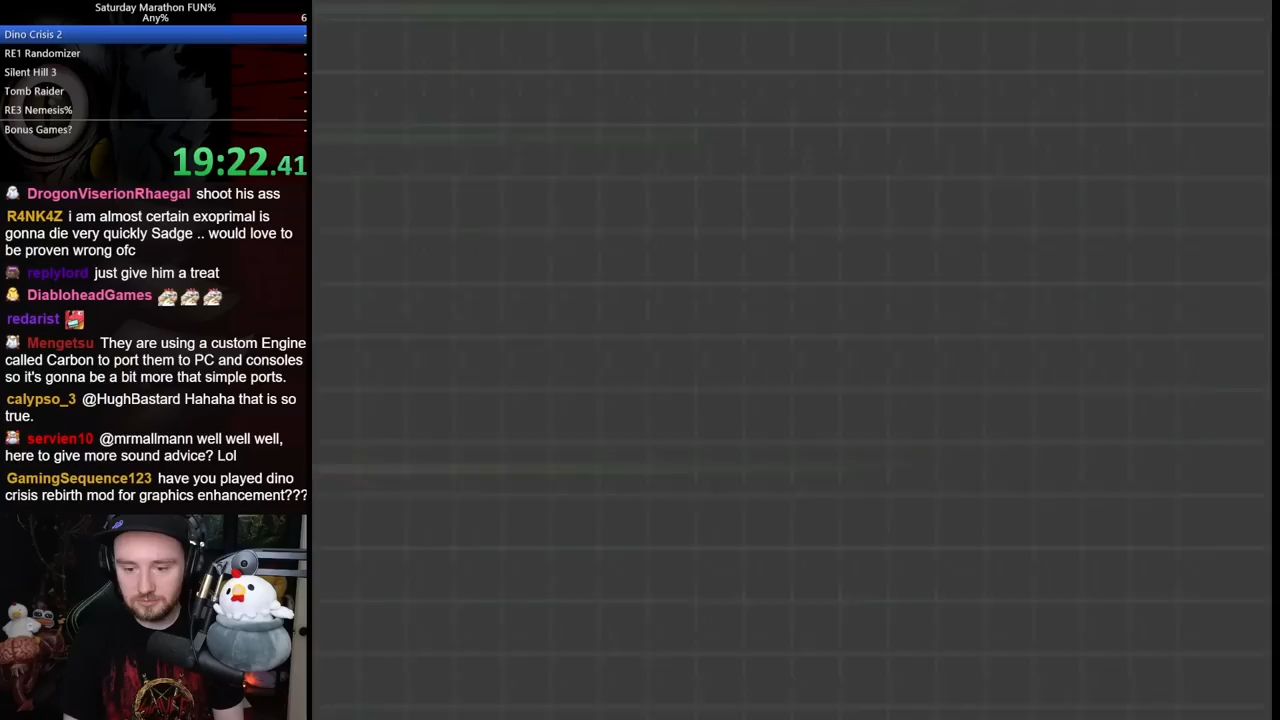 Saturday Marathon FUN%
Any% 6
Dino Crisis 2 -
RE1 Randomizer -
Silent Hill 3 -
Tomb Raider -
RE3 Nemesis% -
Bonus Games? -
19:22.41
DrogonViserionRhaegal shoot his ass
R4NK4Z i am almost certain exoprimal is
gonna die very quickly Sadge .. would love to
be proven wrong ofc
replylord just give him a treat
DiabloheadGames
redarist
Mengetsu They are using a custom Engine
called Carbon to port them to PC and consoles
so it's gonna be a bit more that simple ports.
calypso_3 @HughBastard Hahaha that is so
true.
servien10 @mrmallmann well well well,
here to give more sound advice? Lol
GamingSequence123 have you played dino
crisis rebirth mod for graphics enhancement???